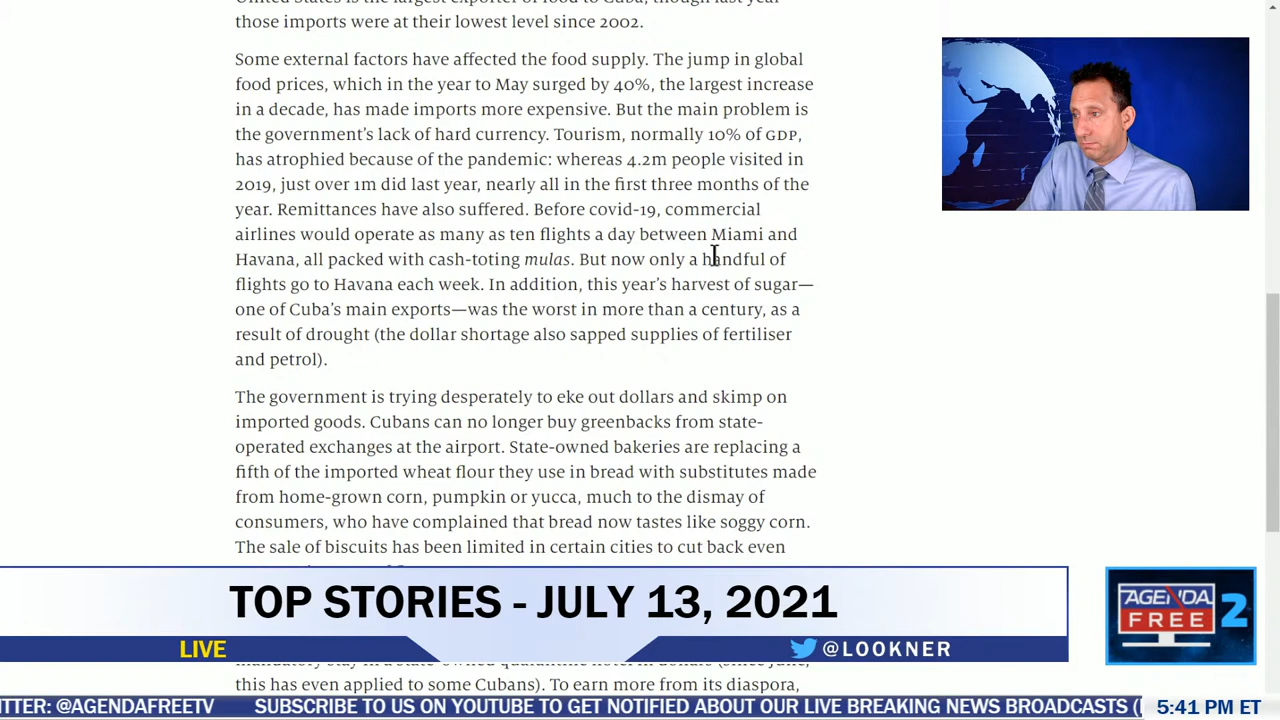 those imports were at their lowest level since 2002.
Some external factors have affected the food supply. The jump in global
food prices, which in the year to May surged by 40%, the largest increase
in a decade, has made imports more expensive. But the main problem is
the government's lack of hard currency. Tourism, normally 10% of GDP,
has atrophied because of the pandemic: whereas 4.2m people visited in
2019, just over 1m did last year, nearly all in the first three months of the
year. Remittances have also suffered. Before covid-19, commercial
airlines would operate as many as ten flights a day between Miami and
Havana, all packed with cash-toting mulas. But now only a handful of
flights go to Havana each week. In addition, this year's harvest of sugar—
one of Cuba's main exports—was the worst in more than a century, as a
result of drought (the dollar shortage also sapped supplies of fertiliser
and petrol).
The government is trying desperately to eke out dollars and skimp on
imported goods. Cubans can no longer buy greenbacks from state-
operated exchanges at the airport. State-owned bakeries are replacing a
fifth of the imported wheat flour they use in bread with substitutes made
from home-grown corn, pumpkin or yucca, much to the dismay of
consumers, who have complained that bread now tastes like soggy corn.
The sale of biscuits has been limited in certain cities to cut back even
TOP STORIES - JULY 13, 2021
AGENDA
FREE 2
LIVE
@LOOKNER
this has even applied to some Cubans). To earn more from its diaspora,
TTER: @AGENDAFREETV SUBSCRIBE TO US ON YOUTUBE TO GET NOTIFIED ABOUT OUR LIVE BREAKING NEWS BROADCASTS (
5:41 PM ET